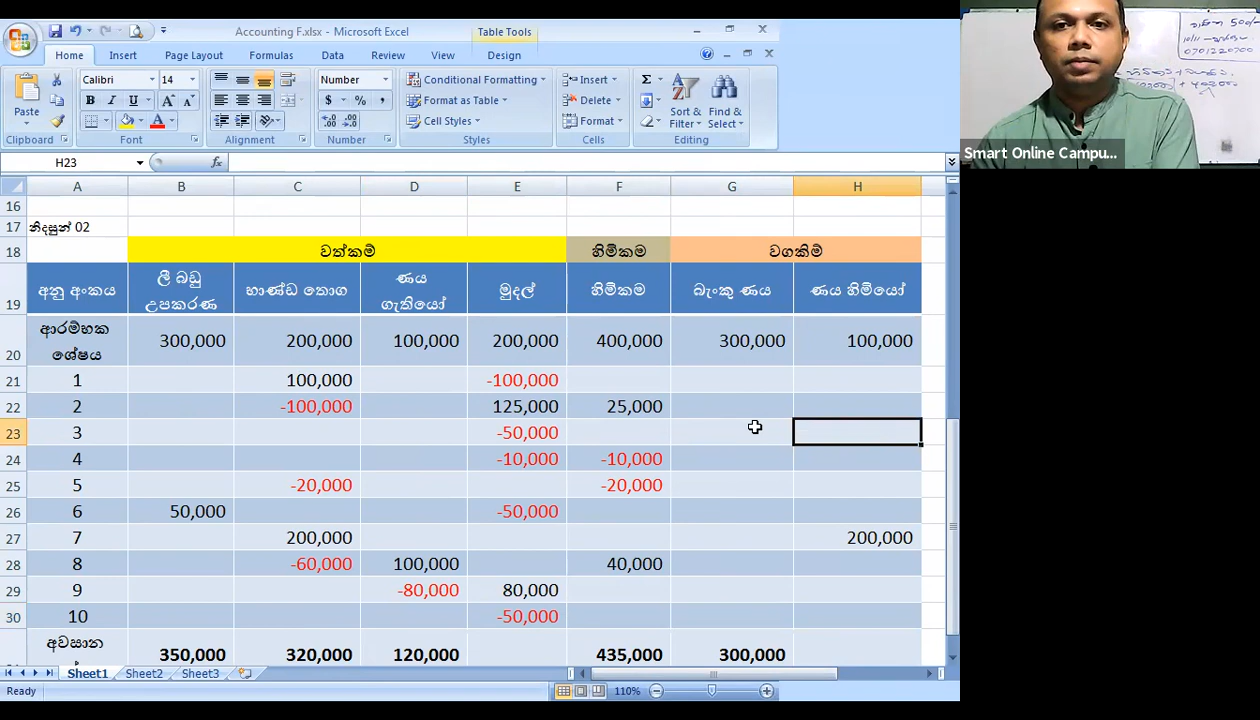 Accounting F.xlsx - Microsoft Excel
Table Tools
Home Insert Page Layout Formulas Data Review View Design
Calibri 14 Number Conditional Formatting Insert Σ
Paste B I U A A $ % , Format as Table Delete Sort & Filter Find & Select
Cell Styles Format
Clipboard Font Alignment Number Styles Cells Editing
H23 fx
A B C D E F G H
16
17 නිදසුන් 02
18 වත්කම් හිමිකම වගකිම්
19 අනු අංකය ලී බඩු උපකරණ භාණ්ඩ තොග ණය ගැතියෝ මුදල් හිමිකම බැංකු ණය ණය හිමියෝ
20 ආරම්භක ශේෂය 300,000 200,000 100,000 200,000 400,000 300,000 100,000
21 1 100,000 -100,000
22 2 -100,000 125,000 25,000
23 3 -50,000
24 4 -10,000 -10,000
25 5 -20,000 -20,000
26 6 50,000 -50,000
27 7 200,000 200,000
28 8 -60,000 100,000 40,000
29 9 -80,000 80,000
30 10 -50,000
අවසාන 350,000 320,000 120,000 435,000 300,000
Sheet1 Sheet2 Sheet3
Ready 110%
500/-
0701220700
Smart Online Campu...